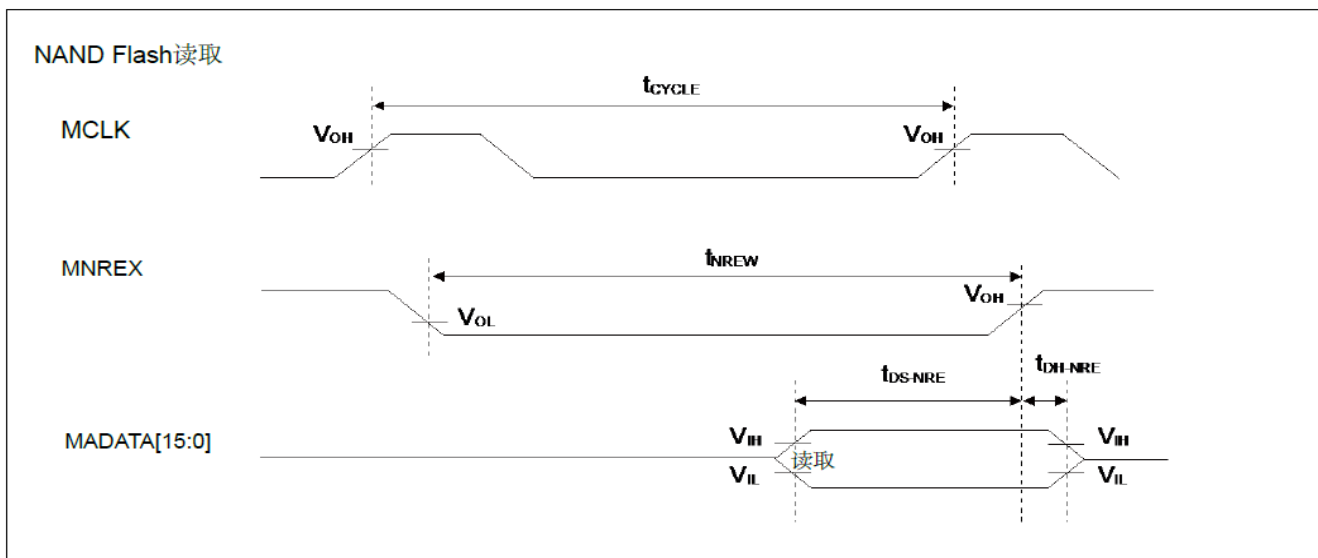 NAND Flash读取
tCYCLE
MCLK
VOH
VOH
tNREW
MNREX
VOH
VOL
tDS-NRE
tDH-NRE
MADATA[15:0]
VIH
VIH
读取
VIL
VIL